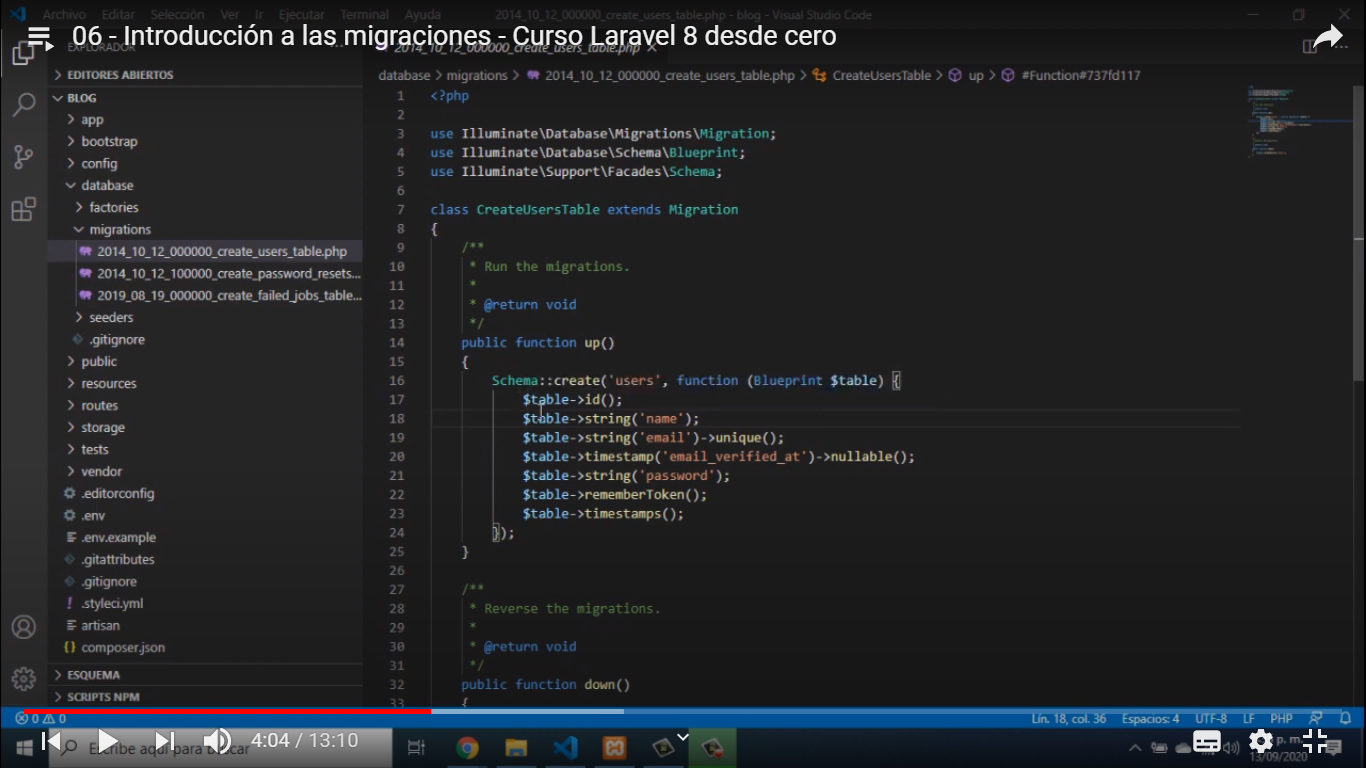 Archivo Editar Selección Ver Ir Ejecutar Terminal Ayuda 2014_10_12_000000_create_users_table.php - blog - Visual Studio Code
06 - Introducción a las migraciones - Curso Laravel 8 desde cero
EXPLORADOR
2014_10_12_000000_create_users_table.php
EDITORES ABIERTOS
database > migrations > 2014_10_12_000000_create_users_table.php > CreateUsersTable > up > #Function#737fd117
BLOG
app
bootstrap
config
database
factories
migrations
2014_10_12_000000_create_users_table.php
2014_10_12_100000_create_password_resets...
2019_08_19_000000_create_failed_jobs_table...
seeders
.gitignore
public
resources
routes
storage
tests
vendor
.editorconfig
.env
.env.example
.gitattributes
.gitignore
.styleci.yml
artisan
composer.json
ESQUEMA
SCRIPTS NPM
1 <?php
2
3 use Illuminate\Database\Migrations\Migration;
4 use Illuminate\Database\Schema\Blueprint;
5 use Illuminate\Support\Facades\Schema;
6
7 class CreateUsersTable extends Migration
8 {
9 /**
10 * Run the migrations.
11 *
12 * @return void
13 */
14 public function up()
15 {
16 Schema::create('users', function (Blueprint $table) {
17 $table->id();
18 $table->string('name');
19 $table->string('email')->unique();
20 $table->timestamp('email_verified_at')->nullable();
21 $table->string('password');
22 $table->rememberToken();
23 $table->timestamps();
24 });
25 }
26
27 /**
28 * Reverse the migrations.
29 *
30 * @return void
31 */
32 public function down()
33 {
0 0 Lín. 18, col. 36 Espacios: 4 UTF-8 LF PHP
Escribe aquí para buscar
4:04 / 13:10
p. m.
13/09/2020